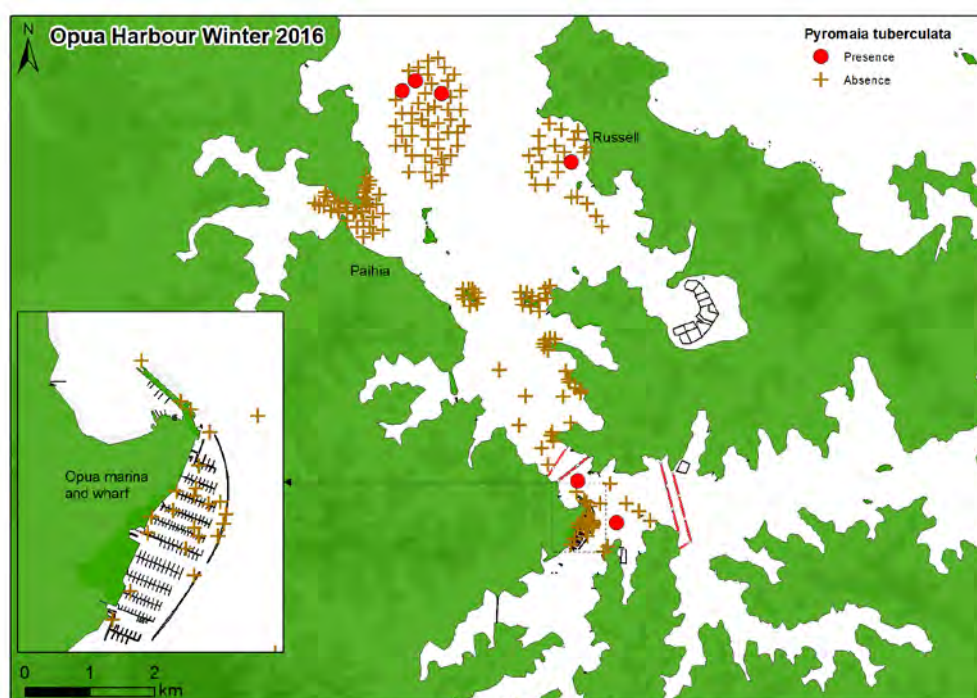 N
Opua Harbour Winter 2016
Pyromaia tuberculata
Presence
Absence
Russell
Paihia
Opua marina
and wharf
0 1 2
km